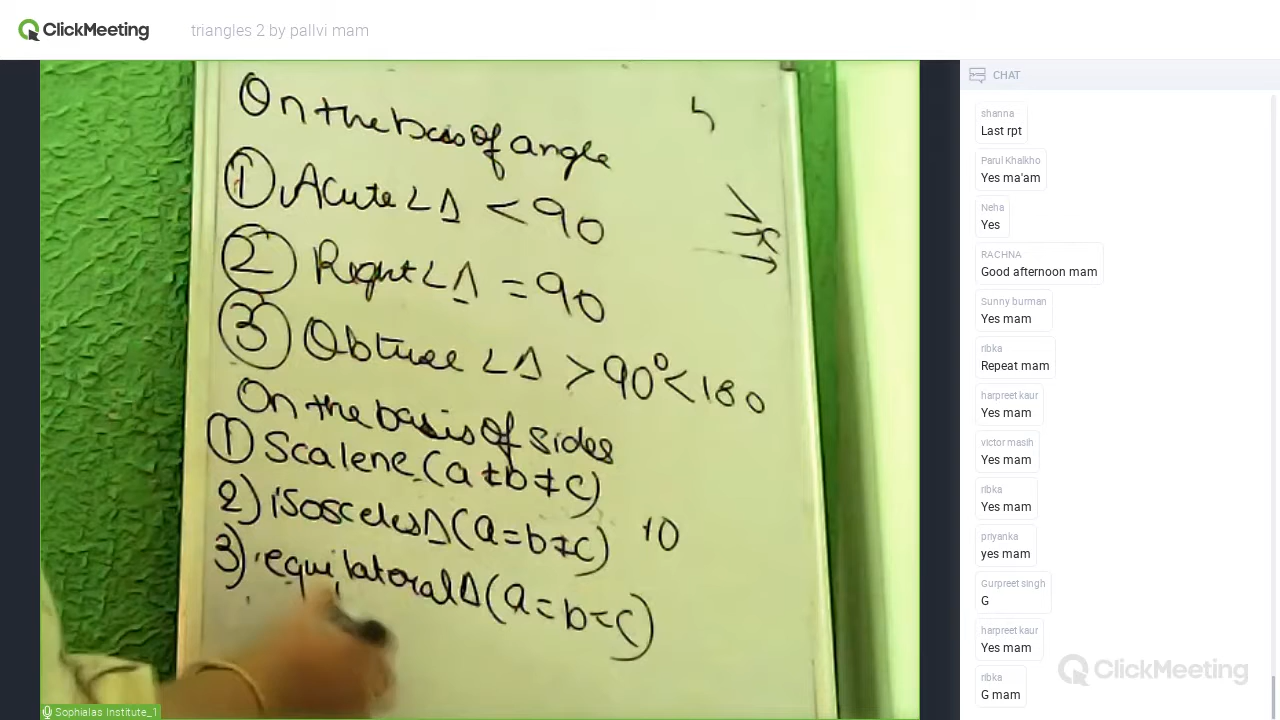 ClickMeeting
triangles 2 by pallvi mam
On the basis of angle
① Acute ∠Δ < 90
② Right ∠Δ = 90
③ Obtuse ∠Δ > 90° < 180
On the basis of sides
① Scalene (a ≠ b ≠ c)
2) isosceles Δ (a = b ≠ c) 10
3) equilateral Δ (a = b = c)
Sophialas Institute_1
CHAT
shanna
Last rpt
Parul Khalkho
Yes ma'am
Neha
Yes
RACHNA
Good afternoon mam
Sunny burman
Yes mam
ribka
Repeat mam
harpreet kaur
Yes mam
victor masih
Yes mam
ribka
Yes mam
priyanka
yes mam
Gurpreet singh
G
harpreet kaur
Yes mam
ribka
G mam
ClickMeeting